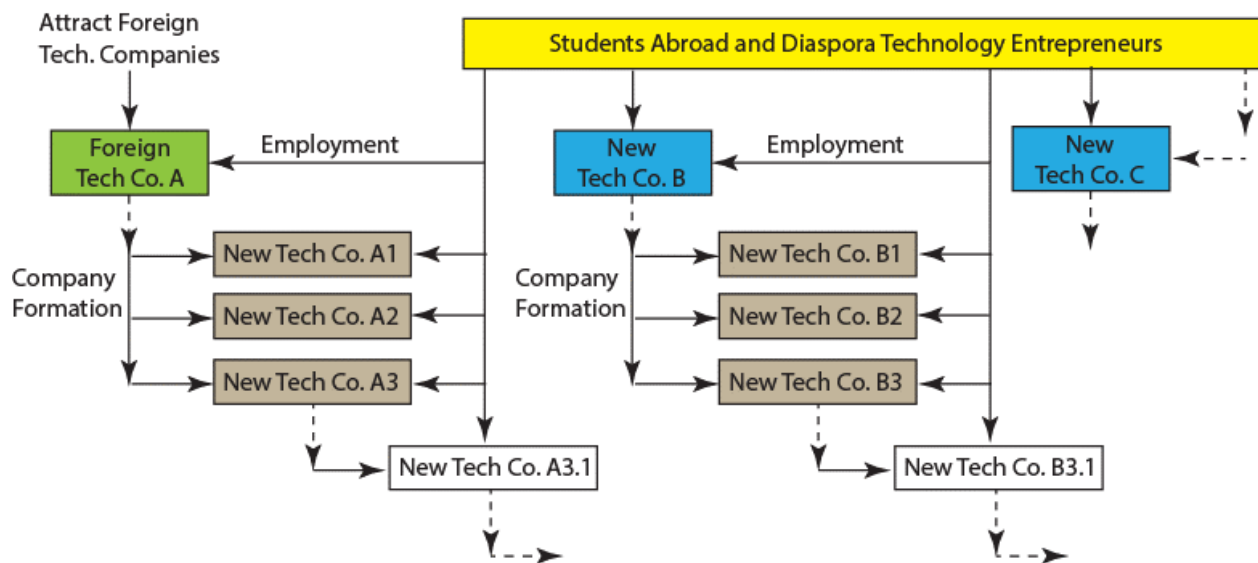 Attract Foreign
Tech. Companies
Students Abroad and Diaspora Technology Entrepreneurs
Foreign
Tech Co. A
Employment
New
Tech Co. B
Employment
New
Tech Co. C
Company
Formation
New Tech Co. A1
New Tech Co. A2
New Tech Co. A3
New Tech Co. A3.1
Company
Formation
New Tech Co. B1
New Tech Co. B2
New Tech Co. B3
New Tech Co. B3.1